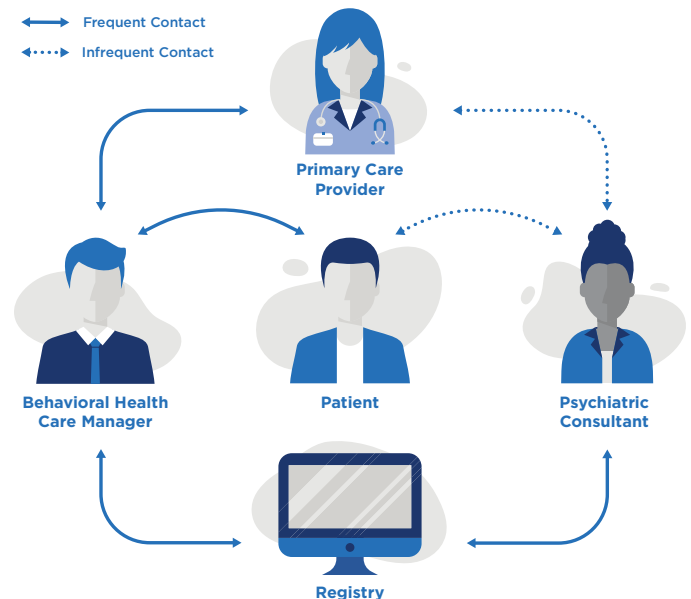 Frequent Contact
Infrequent Contact
Primary Care
Provider
Behavioral Health
Care Manager
Patient
Psychiatric
Consultant
Registry